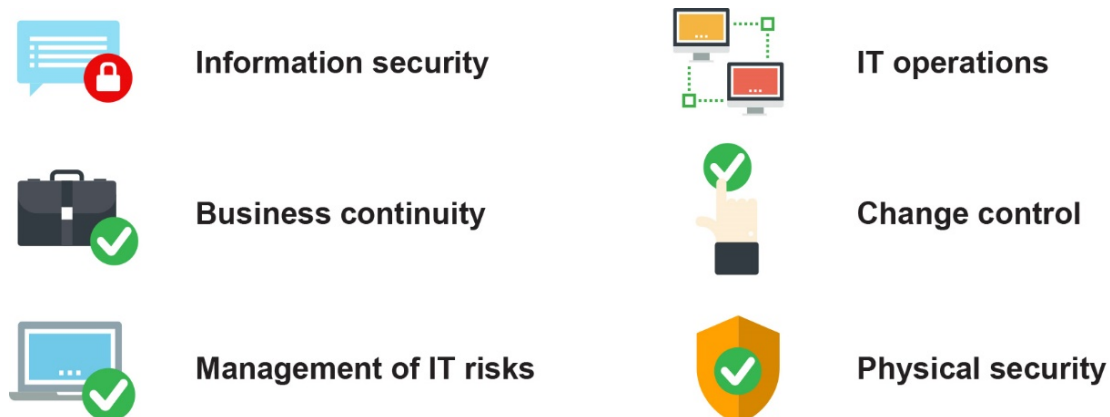 Information security
IT operations
Business continuity
Change control
Management of IT risks
Physical security